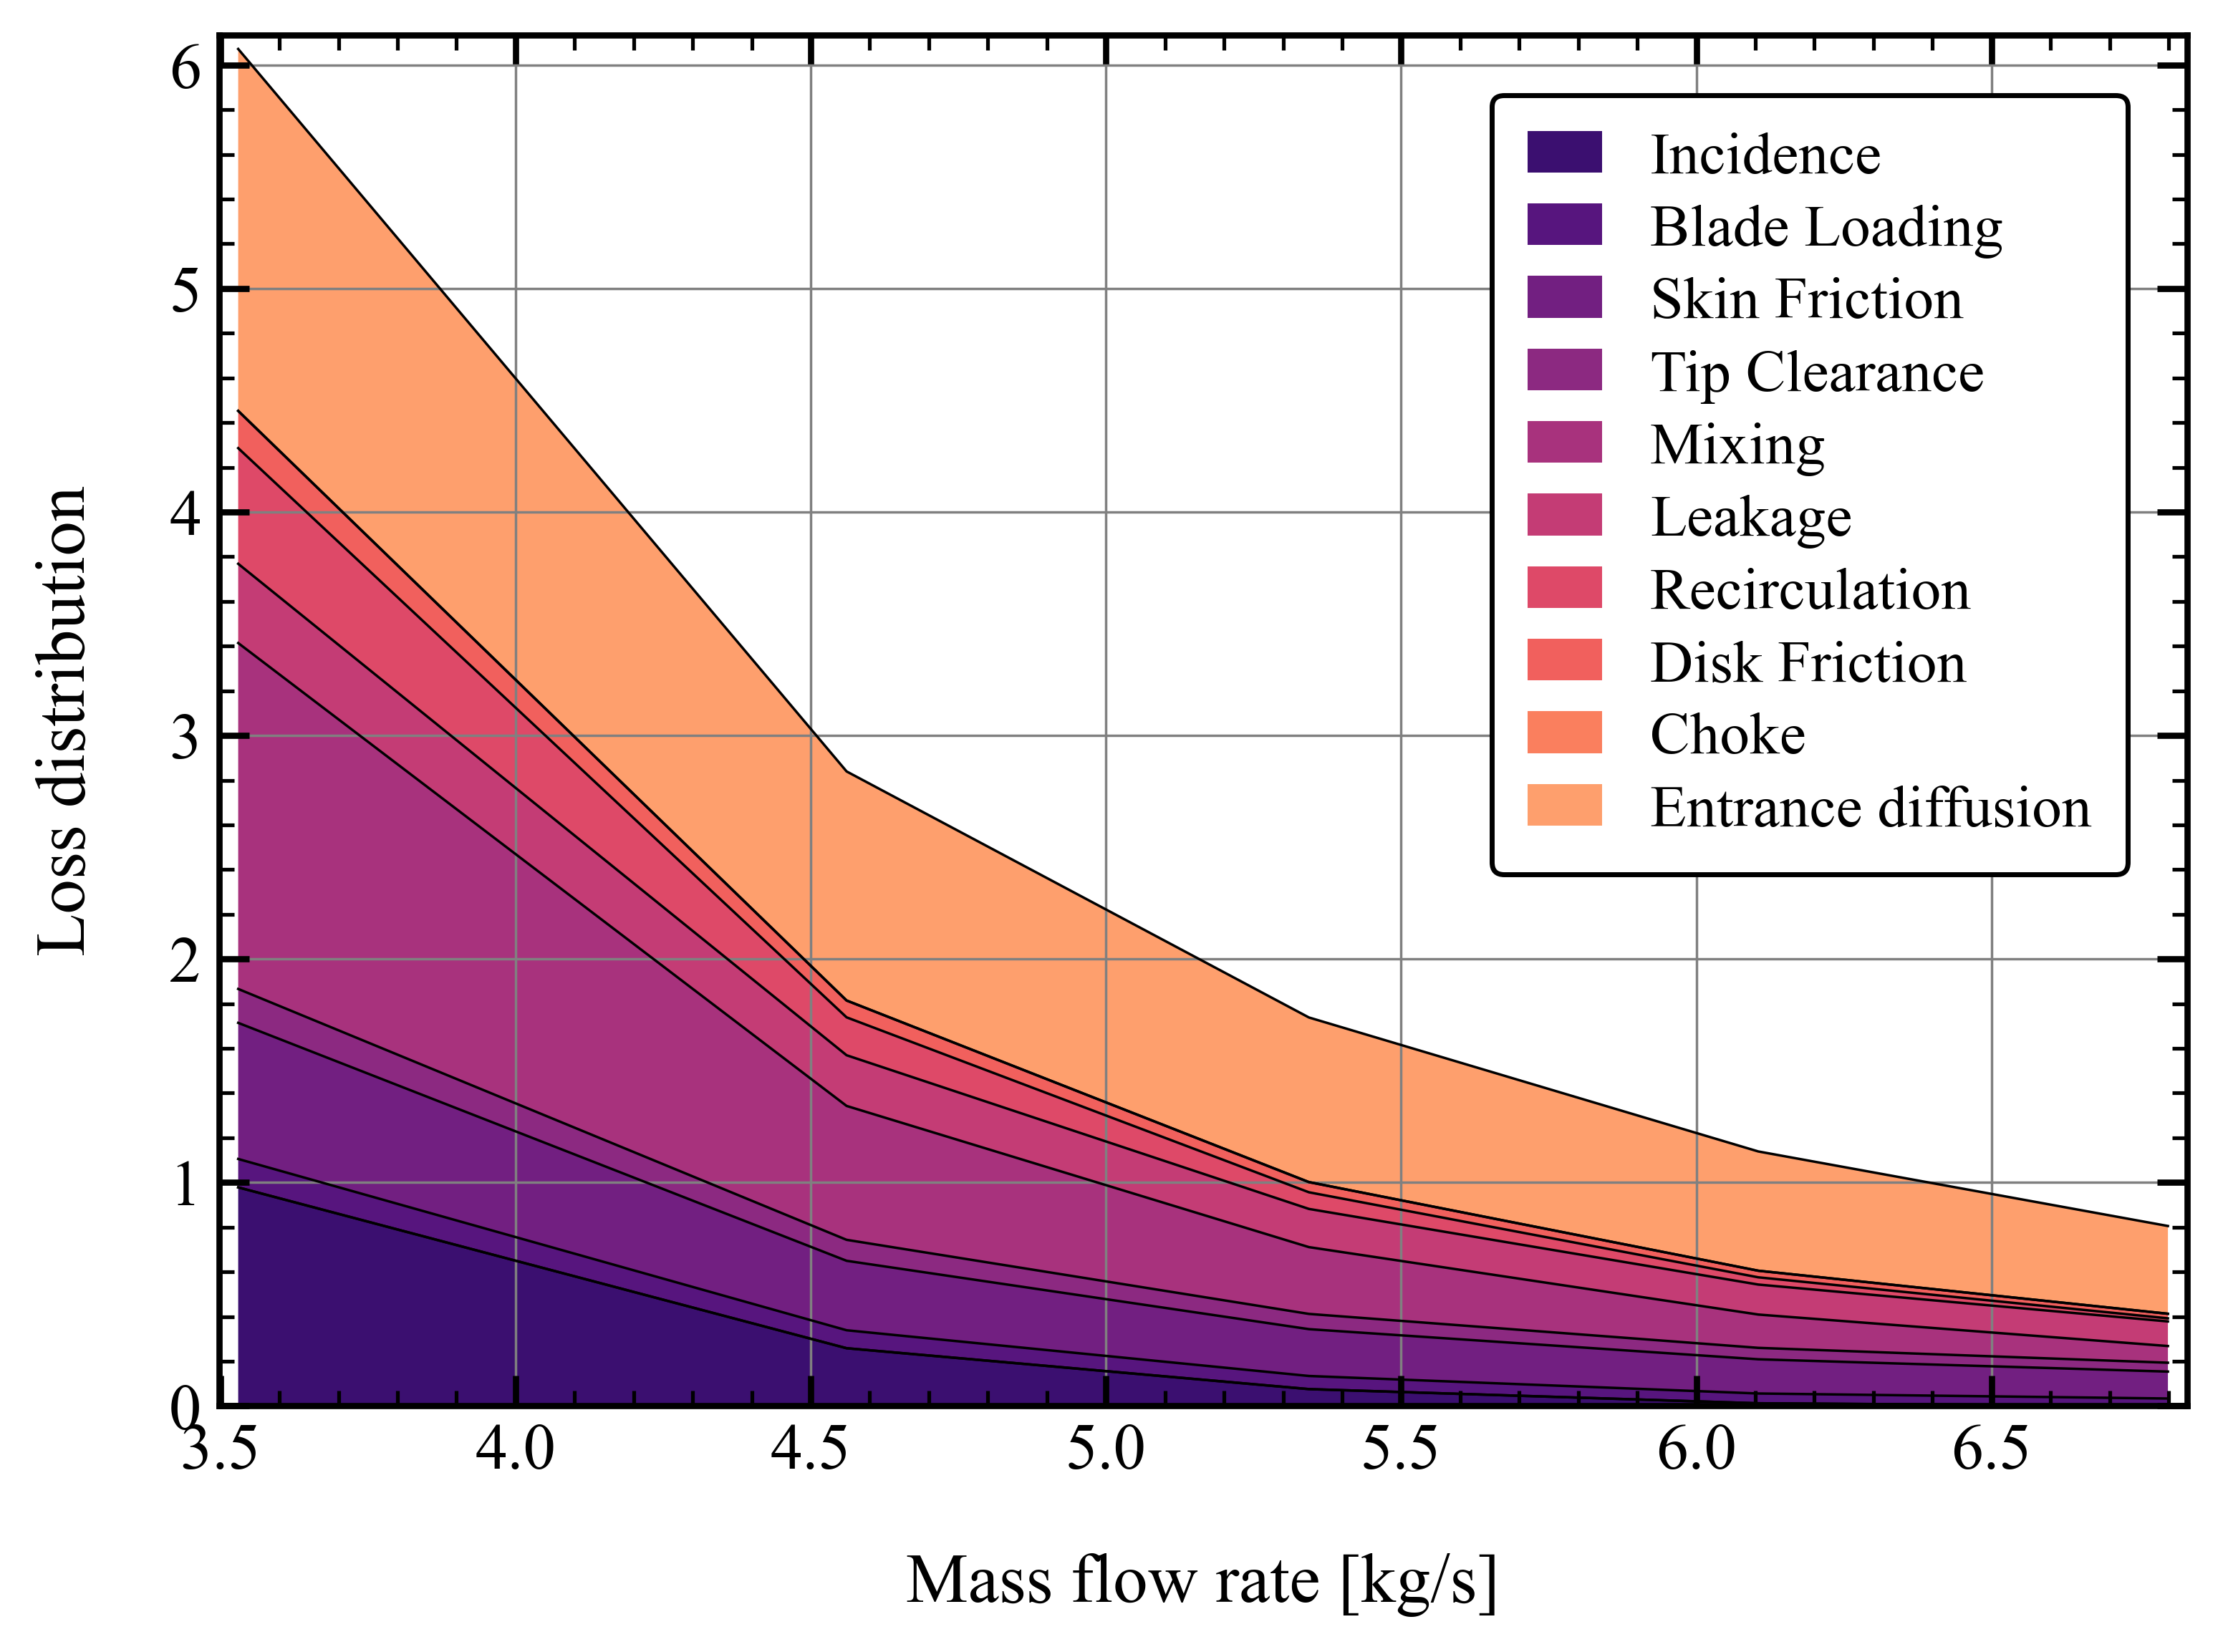 Loss distribution
6
5
4
3
2
1
0
3.5 4.0 4.5 5.0 5.5 6.0 6.5
Mass flow rate [kg/s]
Incidence
Blade Loading
Skin Friction
Tip Clearance
Mixing
Leakage
Recirculation
Disk Friction
Choke
Entrance diffusion